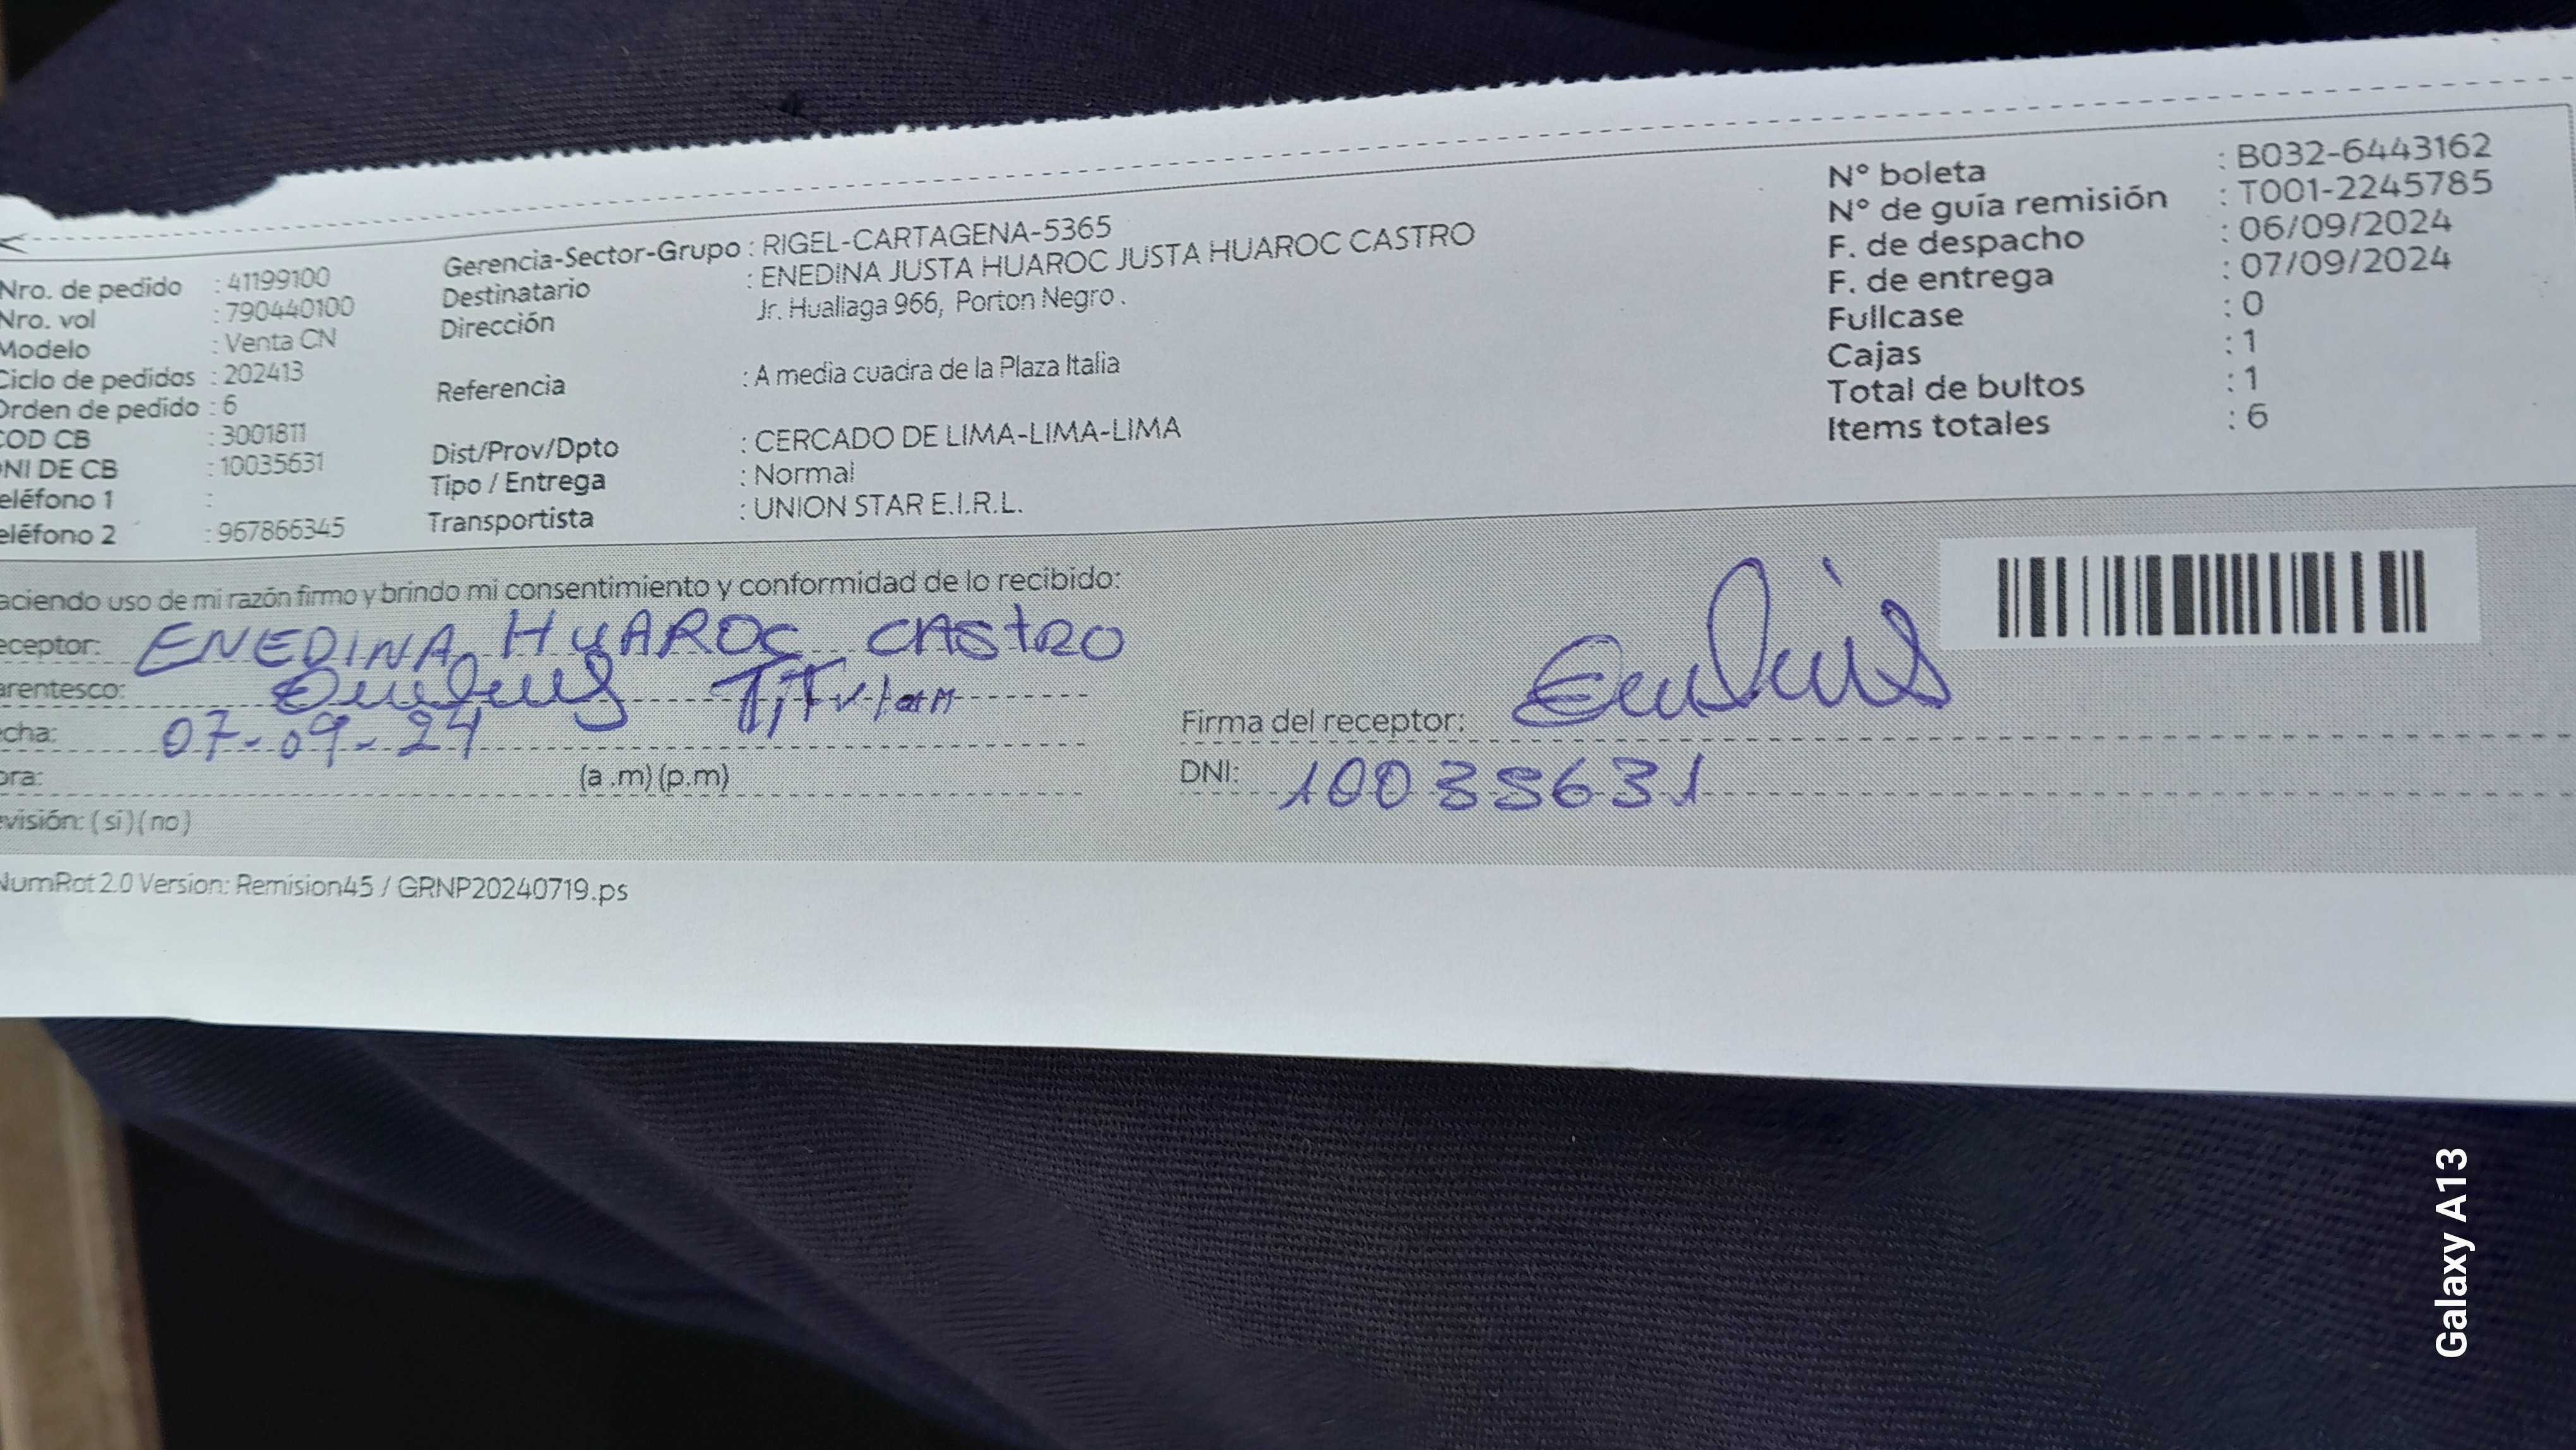 Nro. de pedido : 41199100
Nro. vol : 790440100
Modelo : Venta CN
Ciclo de pedidos : 202413
Orden de pedido : 6
COD CB : 3001811
NI DE CB : 10035631
eléfono 1 :
eléfono 2 : 967866345
Gerencia-Sector-Grupo : RIGEL-CARTAGENA-5365
Destinatario : ENEDINA JUSTA HUAROC JUSTA HUAROC CASTRO
Dirección Jr. Huallaga 966, Porton Negro .
Referencia : A media cuadra de la Plaza Italia
Dist/Prov/Dpto : CERCADO DE LIMA-LIMA-LIMA
Tipo / Entrega : Normal
Transportista : UNION STAR E.I.R.L.
N° boleta : B032-6443162
N° de guía remisión : T001-2245785
F. de despacho : 06/09/2024
F. de entrega : 07/09/2024
Fullcase : 0
Cajas : 1
Total de bultos : 1
Items totales : 6
aciendo uso de mi razón firmo y brindo mi consentimiento y conformidad de lo recibido:
eceptor: ENEDINA HUAROC CASTRO
arentesco:
cha: 07-09-24
ora: (a .m) (p.m)
visión: (si) (no)
Firma del receptor:
DNI: 10035631
NumRot 2.0 Version: Remision45 / GRNP20240719.ps
Galaxy A13